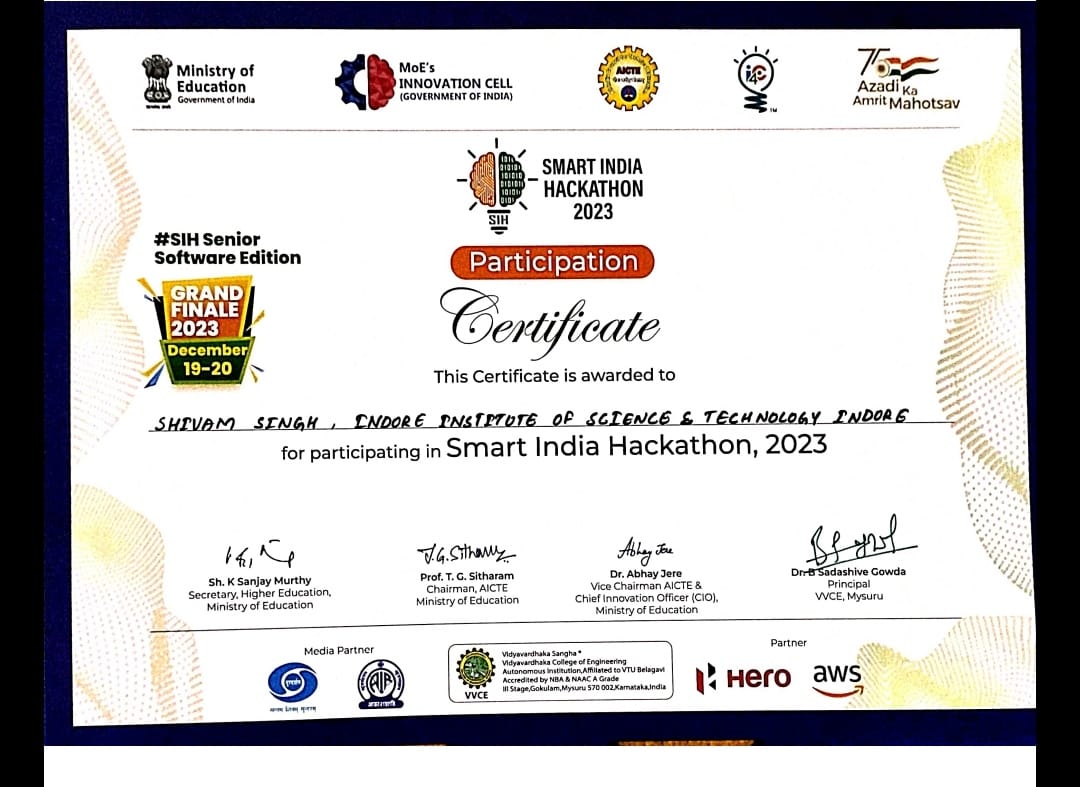 Ministry of
Education
Government of India
MoE's
INNOVATION CELL
(GOVERNMENT OF INDIA)
AICTE
TM
75
Azadi Ka
Amrit Mahotsav
SIH
SMART INDIA
HACKATHON
2023
#SIH Senior
Software Edition
GRAND
FINALE
2023
December
19-20
Participation
Certificate
This Certificate is awarded to
SHIVAM SINGH, INDORE INSTITUTE OF SCIENCE & TECHNOLOGY INDORE
for participating in Smart India Hackathon, 2023
T.G. Sitharam
Abhay Jere
Sh. K Sanjay Murthy
Secretary, Higher Education,
Ministry of Education
Prof. T. G. Sitharam
Chairman, AICTE
Ministry of Education
Dr. Abhay Jere
Vice Chairman AICTE &
Chief Innovation Officer (CIO),
Ministry of Education
Dr. B Sadashive Gowda
Principal
VVCE, Mysuru
Media Partner
AIR
VVCE
Vidyavardhaka Sangha®
Vidyavardhaka College of Engineering
Autonomous Institution,Affiliated to VTU Belagavi
Accredited by NBA & NAAC A Grade
III Stage,Gokulam,Mysuru 570 002,Karnataka,India
Partner
Hero
aws